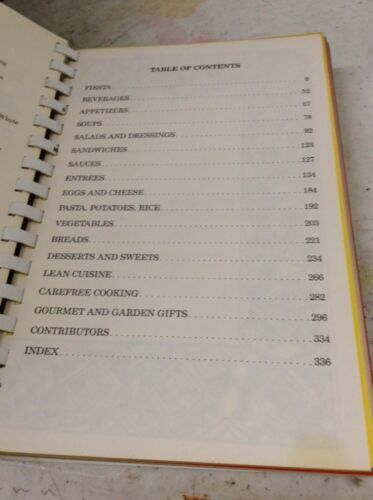 Whyte
TABLE OF CONTENTS
FIESTA 9
BEVERAGES 52
APPETIZERS 57
SOUPS 78
SALADS AND DRESSINGS 92
SANDWICHES 123
SAUCES 127
ENTREES 134
EGGS AND CHEESE 184
PASTA, POTATOES, RICE 192
VEGETABLES 203
BREADS 221
DESSERTS AND SWEETS 234
LEAN CUISINE 266
CAREFREE COOKING 282
GOURMET AND GARDEN GIFTS 296
CONTRIBUTORS 334
INDEX 336